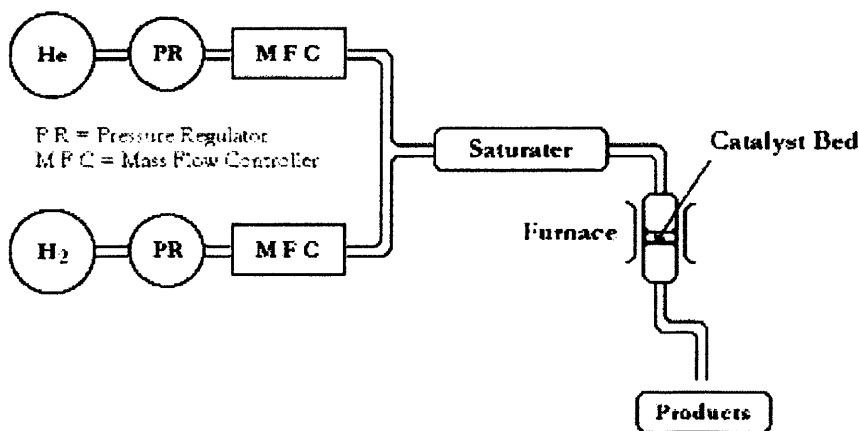 He
PR
M F C
P R = Pressure Regulator
M F C = Mass Flow Controller
Saturater
Catalyst Bed
Furnace
H₂
PR
M F C
Products